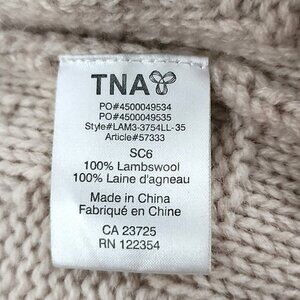 TNA
PO#4500049534
PO#4500049535
Style#LAM3-3754LL-35
Article#57333
SC6
100% Lambswool
100% Laine d'agneau
Made in China
Fabriqué en Chine
CA 23725
RN 122354